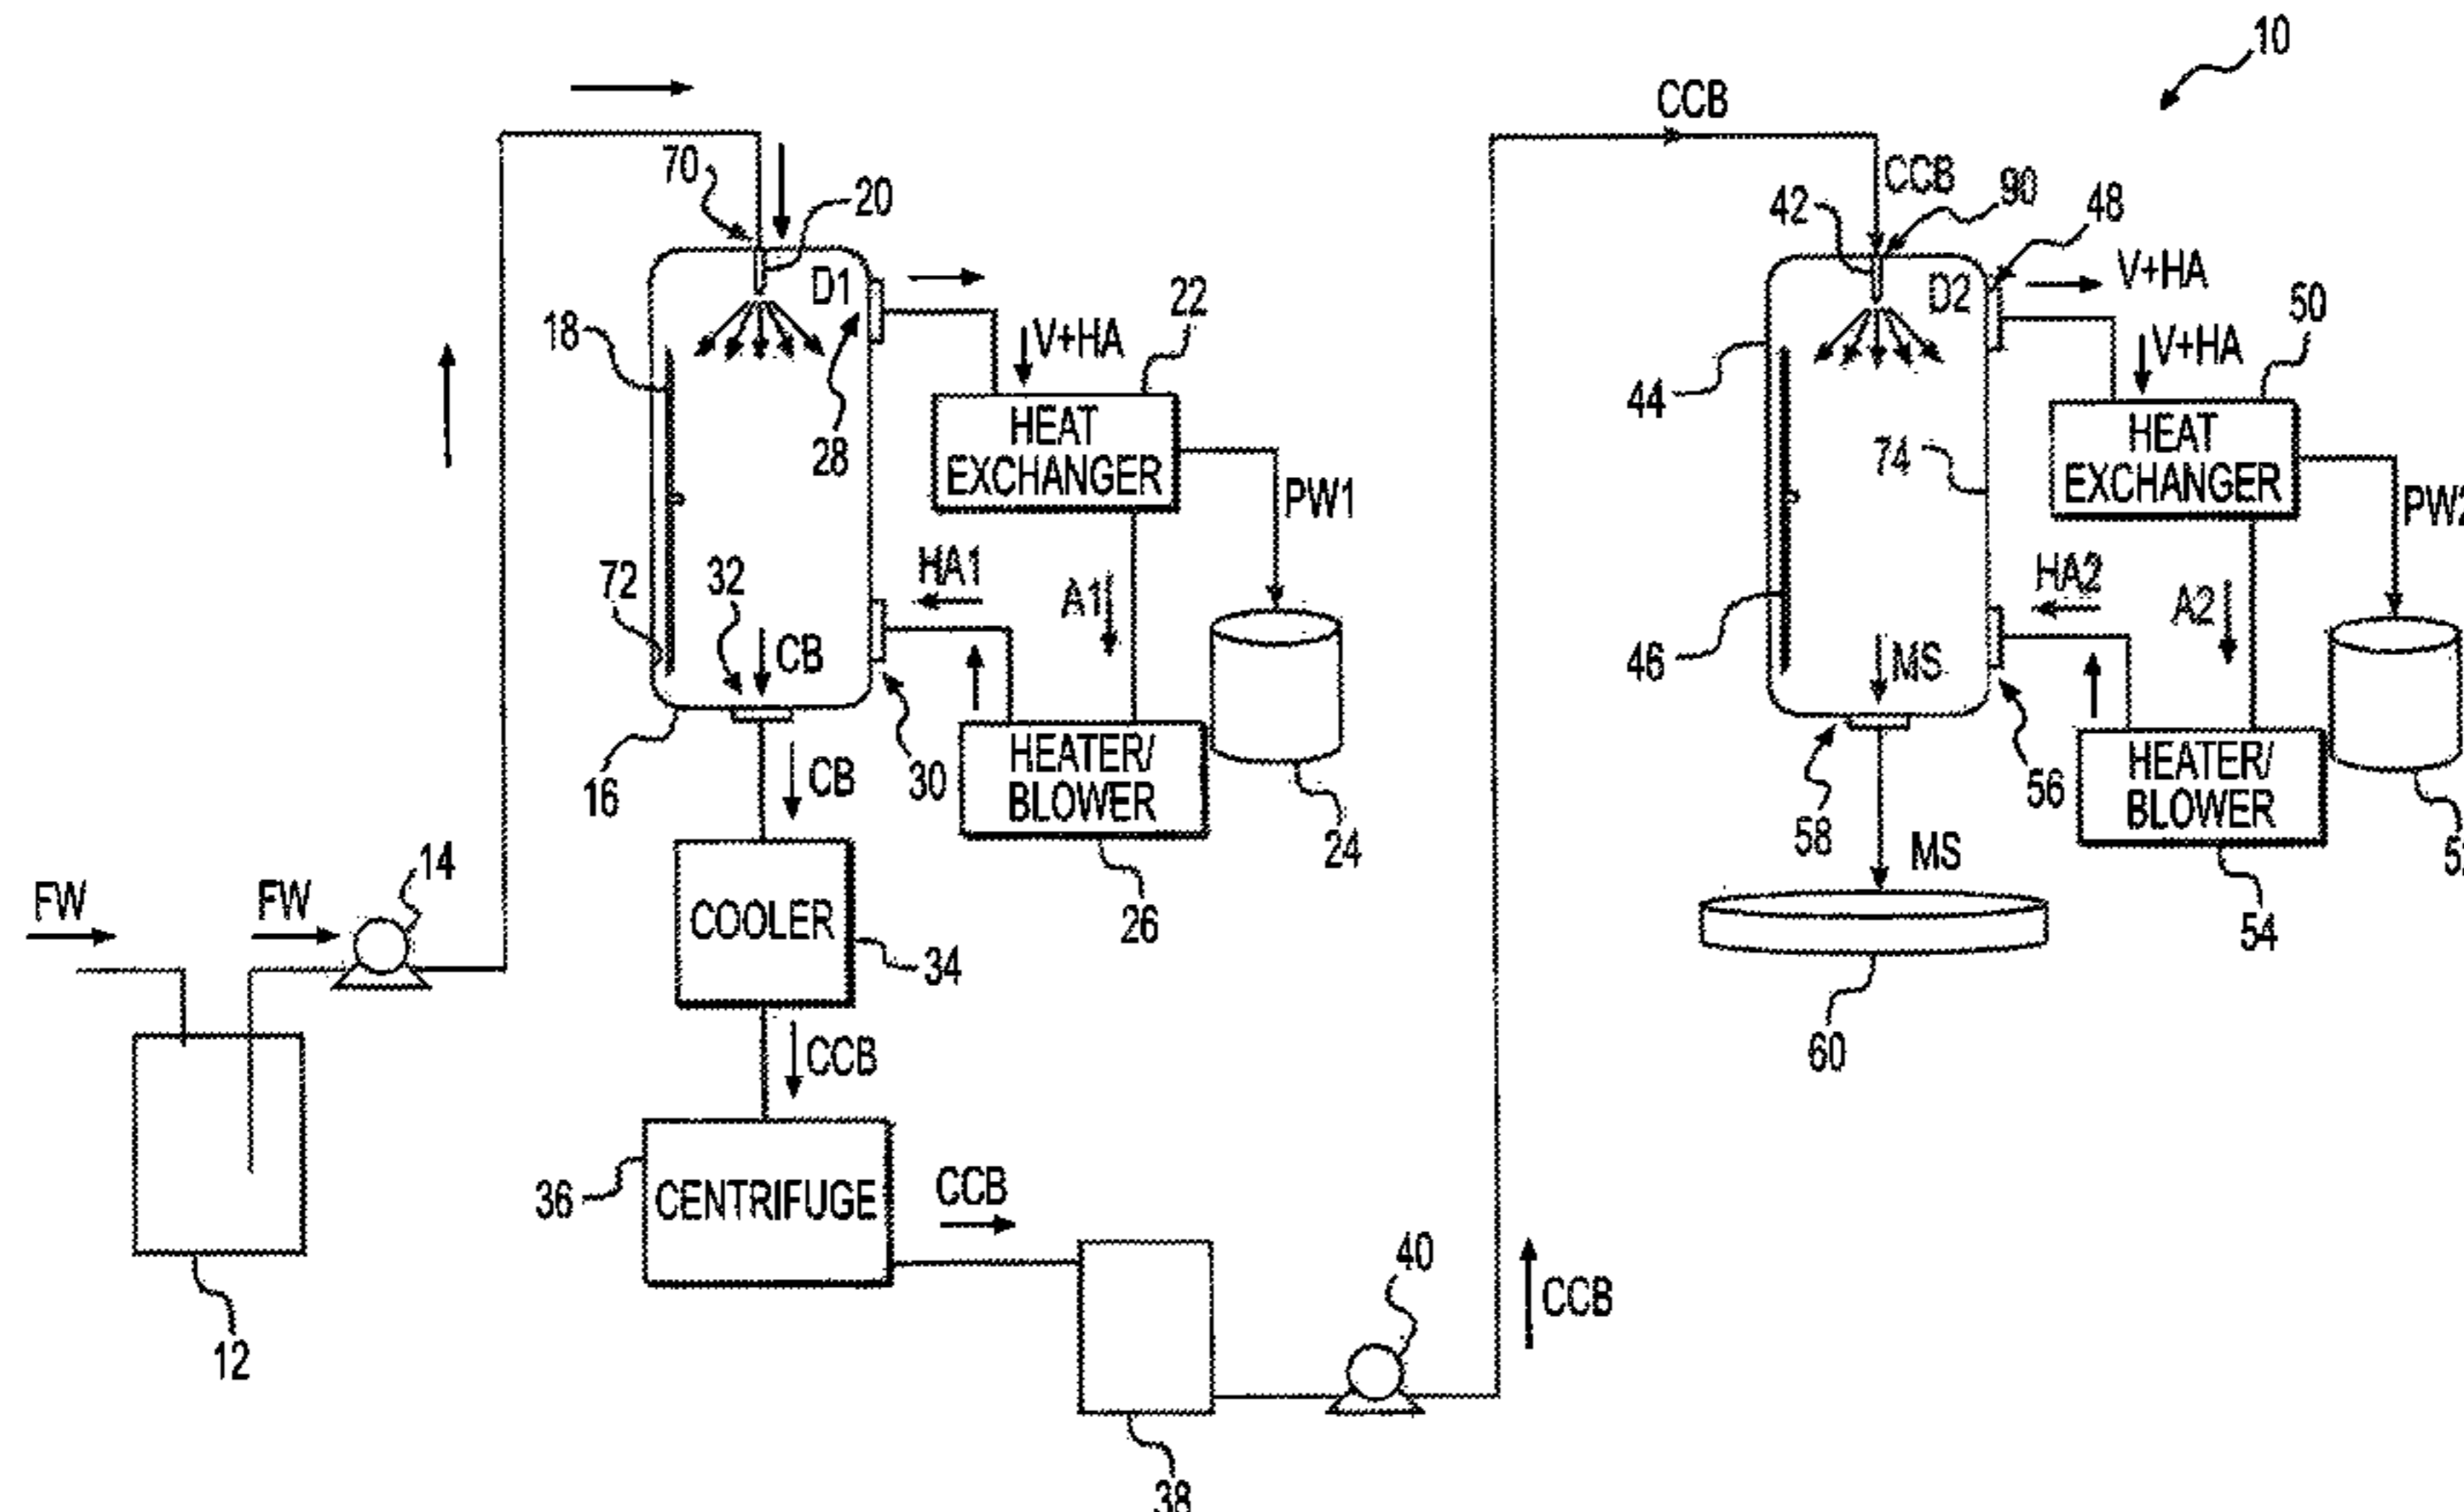 10
CCB
70
20
CCB
42
90
48
D1
D2
V+HA
18
22
50
V+HA
V+HA
28
HEAT
EXCHANGER
44
74
HEAT
EXCHANGER
PW1
PW2
72
32
HA1
A1
HA2
A2
CB
46
MS
16
CB
30
HEATER/
BLOWER
24
58
56
HEATER/
BLOWER
MS
14
FW
FW
COOLER
34
26
54
60
CCB
36
CENTRIFUGE
CCB
40
CCB
12
38